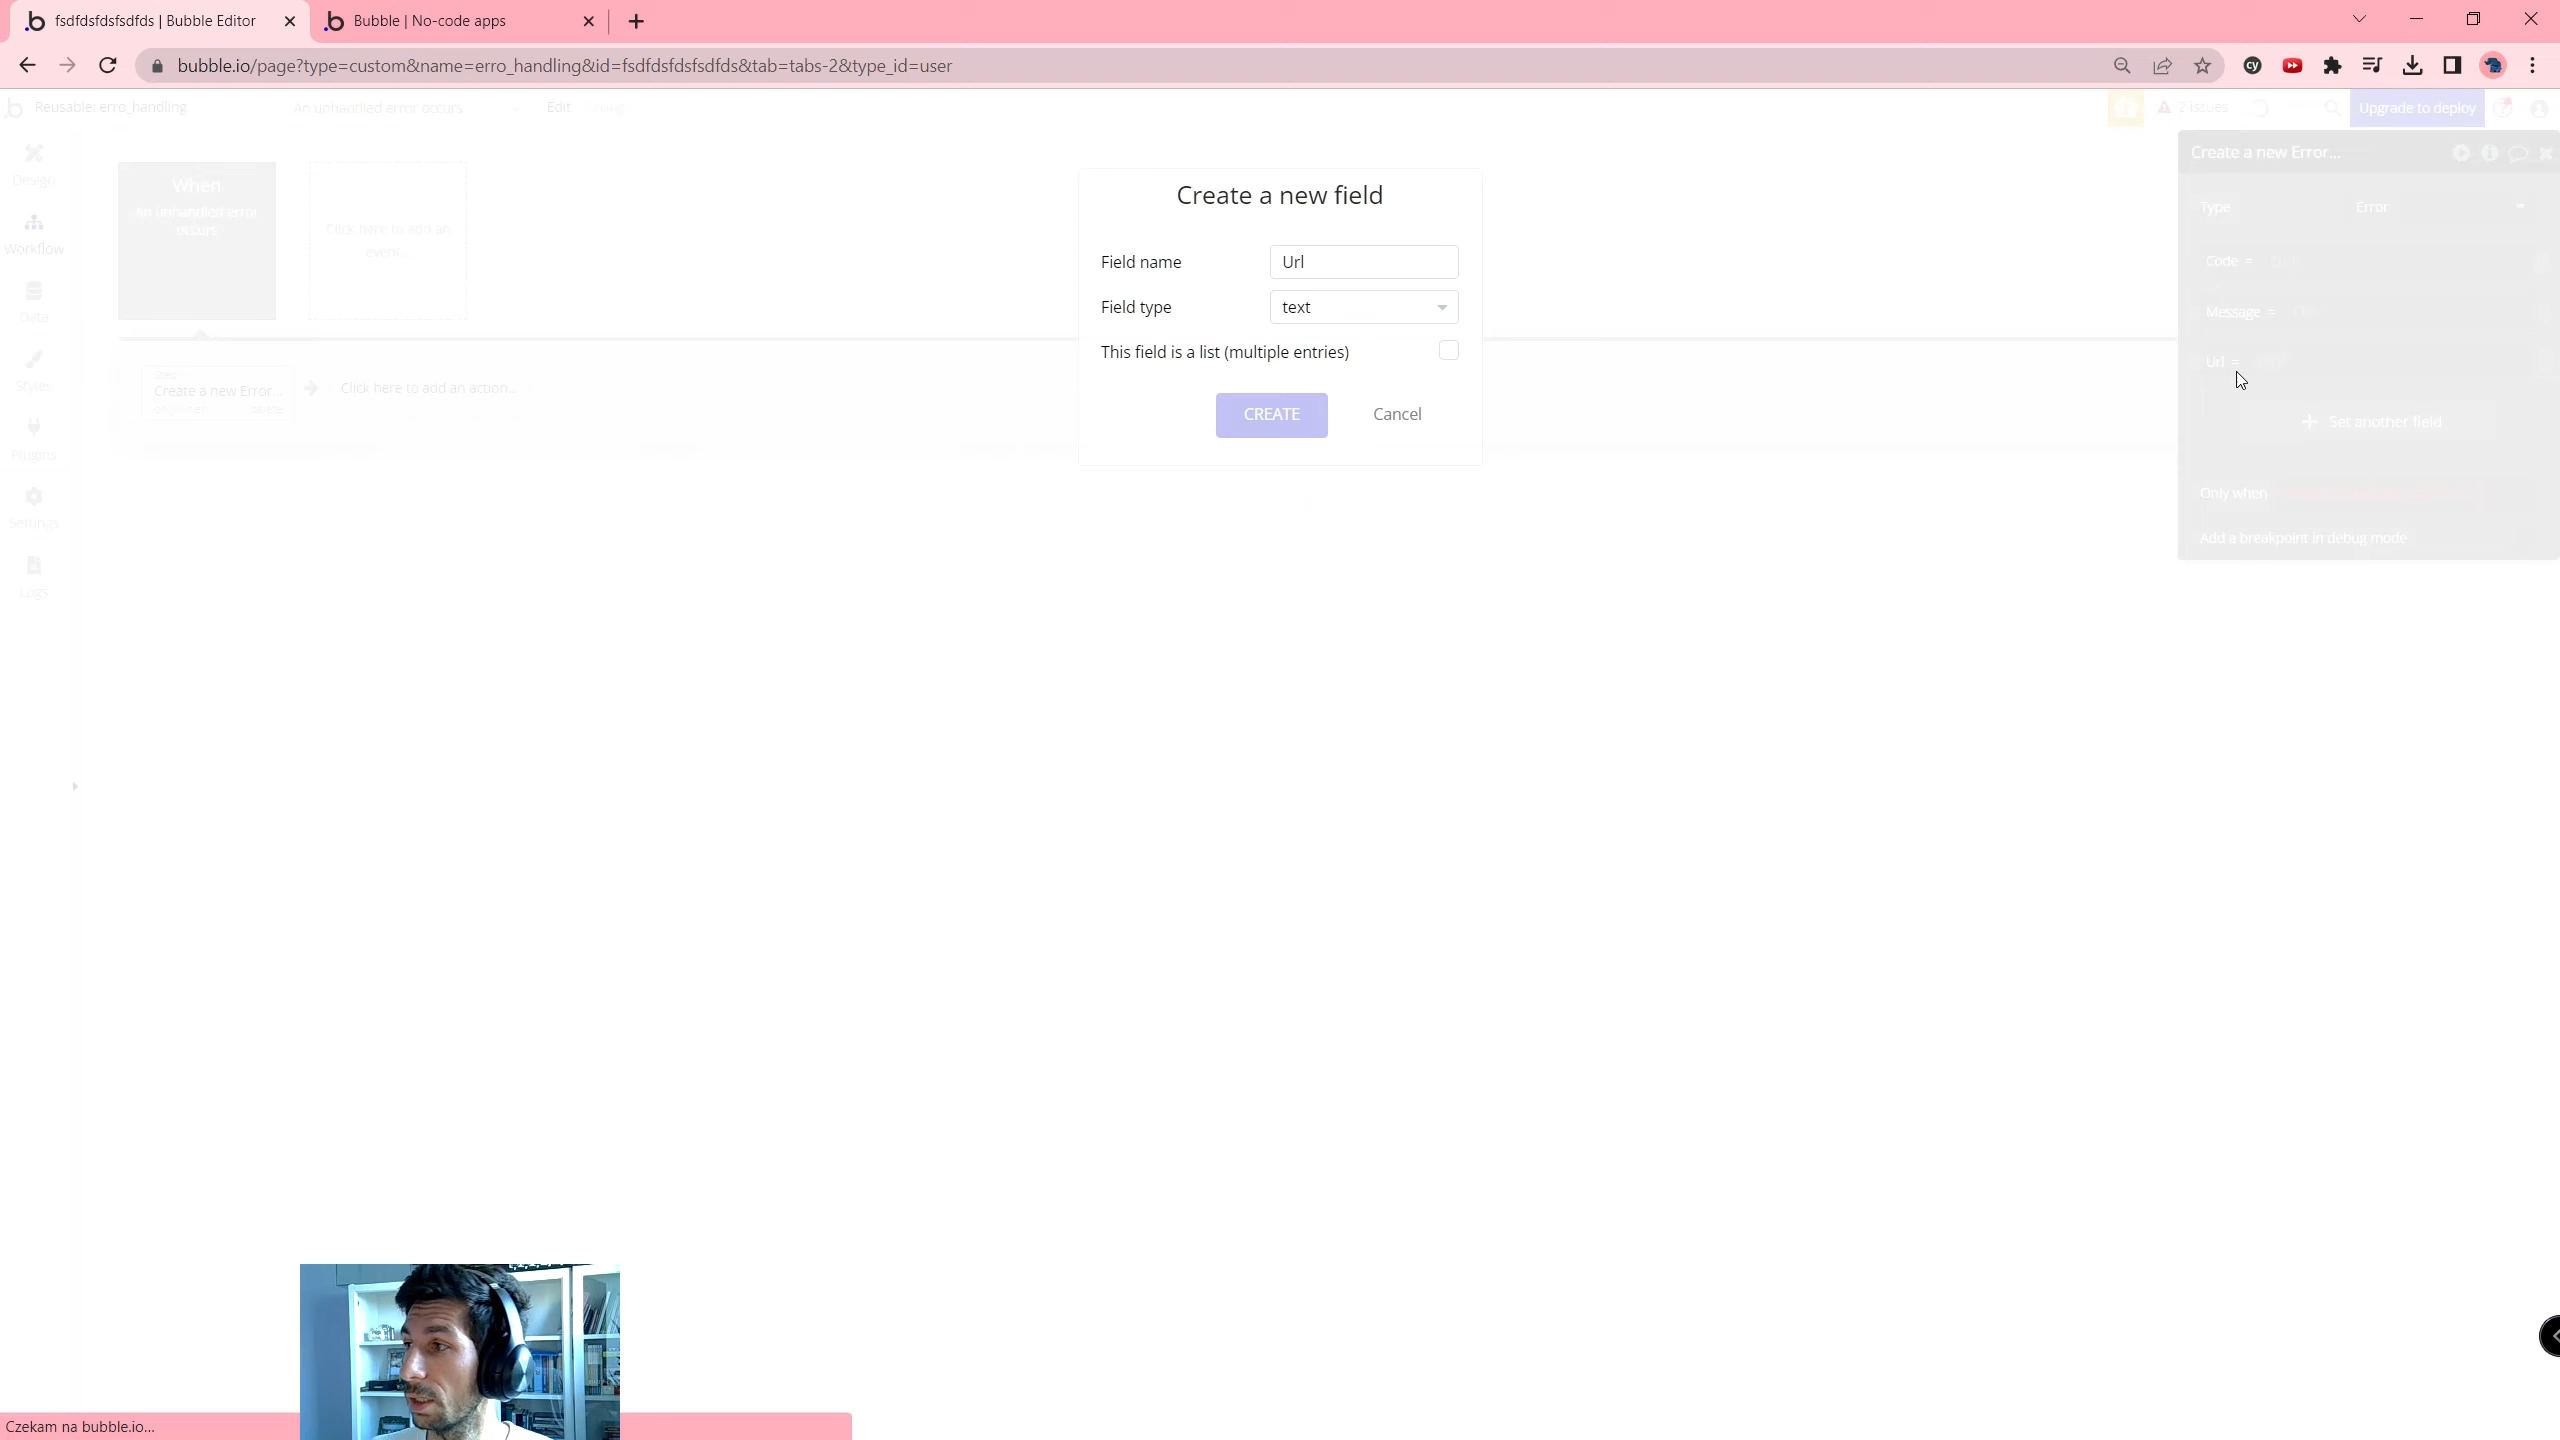 fsdfdsfdsfsdfds | Bubble Editor
Bubble | No-code apps
bubble.io/page?type=custom&name=erro_handling&id=fsdfdsfdsfsdfds&tab=tabs-2&type_id=user
Reusable: erro_handling
An unhandled error occurs
Edit
2 issues
Upgrade to deploy
Design
Workflow
Data
Styles
Plugins
Settings
Logs
When
An unhandled error
occurs
Click here to add an
event...
Create a new Error...
delete
Click here to add an action...
Create a new field
Field name
Url
Field type
text
This field is a list (multiple entries)
CREATE
Cancel
Create a new Error...
Type
Error
Code =
Message =
Url =
Set another field
Only when
Add a breakpoint in debug mode
Czekam na bubble.io...